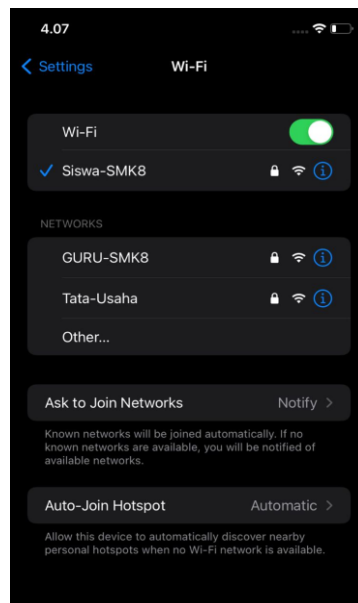 4.07
Settings
Wi-Fi
Wi-Fi
Siswa-SMK8
NETWORKS
GURU-SMK8
Tata-Usaha
Other...
Ask to Join Networks Notify
Known networks will be joined automatically. If no
known networks are available, you will be notified of
available networks.
Auto-Join Hotspot Automatic
Allow this device to automatically discover nearby
personal hotspots when no Wi-Fi network is available.